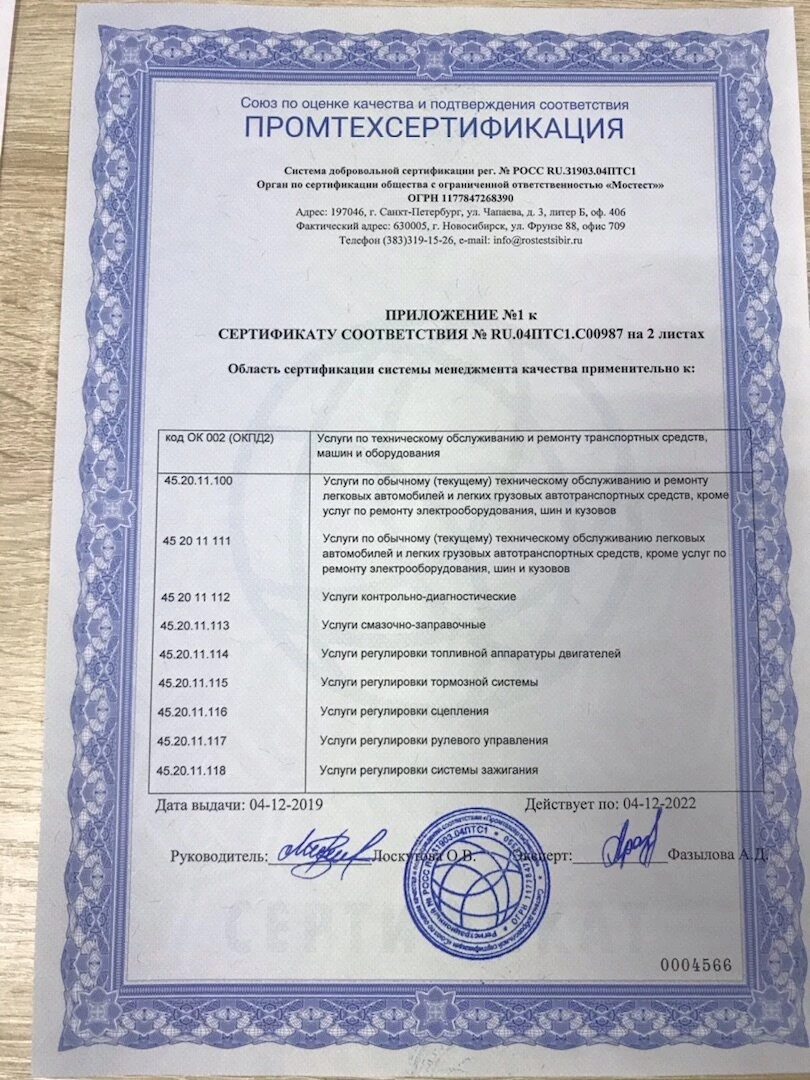 Союз по оценке качества и подтверждения соответствия
ПРОМТЕХСЕРТИФИКАЦИЯ
Система добровольной сертификации рег. № РОСС RU.31903.04ПТС1
Орган по сертификации общества с ограниченной ответственностью «Мостест»»
ОГРН 1177847268390
Адрес: 197046, г. Санкт-Петербург, ул. Чапаева, д. 3, литер Б, оф. 406
Фактический адрес: 630005, г. Новосибирск, ул. Фрунзе 88, офис 709
Телефон (383)319-15-26, e-mail: info@rostestsibir.ru
ПРИЛОЖЕНИЕ №1 к
СЕРТИФИКАТУ СООТВЕТСТВИЯ № RU.04ПТС1.С00987 на 2 листах
Область сертификации системы менеджмента качества применительно к:
код ОК 002 (ОКПД2) Услуги по техническому обслуживанию и ремонту транспортных средств,
машин и оборудования
45.20.11.100 Услуги по обычному (текущему) техническому обслуживанию и ремонту
легковых автомобилей и легких грузовых автотранспортных средств, кроме
услуг по ремонту электрооборудования, шин и кузовов
45 20 11 111 Услуги по обычному (текущему) техническому обслуживанию легковых
автомобилей и легких грузовых автотранспортных средств, кроме услуг по
ремонту электрооборудования, шин и кузовов
45 20 11 112 Услуги контрольно-диагностические
45.20.11.113 Услуги смазочно-заправочные
45.20.11.114 Услуги регулировки топливной аппаратуры двигателей
45.20.11.115 Услуги регулировки тормозной системы
45.20.11.116 Услуги регулировки сцепления
45.20.11.117 Услуги регулировки рулевого управления
45.20.11.118 Услуги регулировки системы зажигания
Дата выдачи: 04-12-2019 Действует по: 04-12-2022
Руководитель: Лоскутова О.В. Эксперт: Фазылова А.Д.
0004566